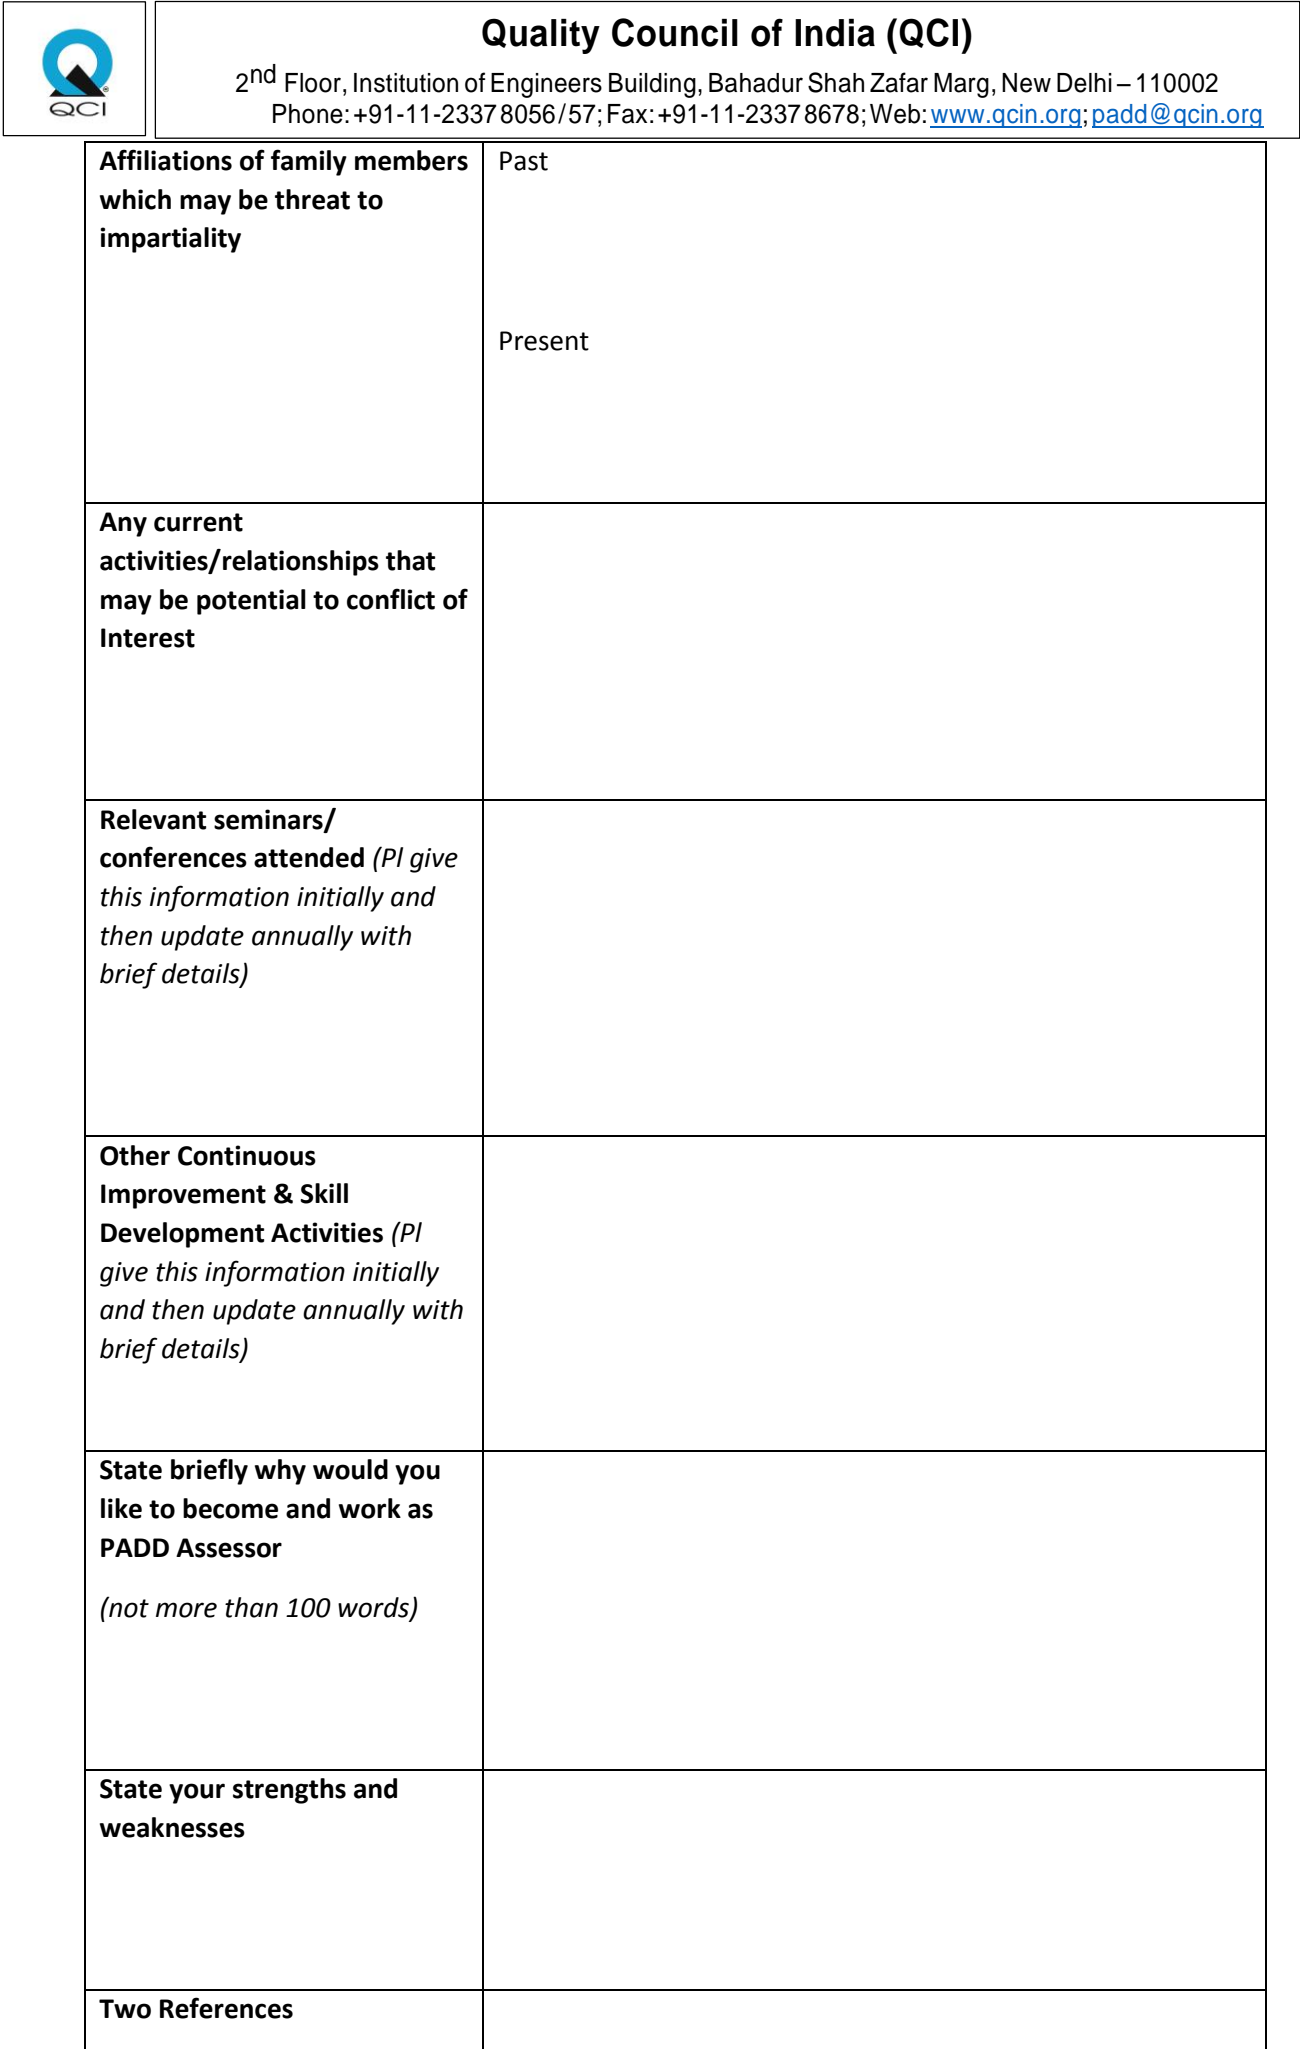 QCI
Quality Council of India (QCI)
2nd Floor, Institution of Engineers Building, Bahadur Shah Zafar Marg, New Delhi – 110002
Phone: +91-11-2337 8056/ 57; Fax: +91-11-2337 8678; Web: www.qcin.org; padd@qcin.org
Affiliations of family members
which may be threat to
impartiality
Past
Present
Any current
activities/relationships that
may be potential to conflict of
Interest
Relevant seminars/
conferences attended (Pl give
this information initially and
then update annually with
brief details)
Other Continuous
Improvement & Skill
Development Activities (Pl
give this information initially
and then update annually with
brief details)
State briefly why would you
like to become and work as
PADD Assessor
(not more than 100 words)
State your strengths and
weaknesses
Two References